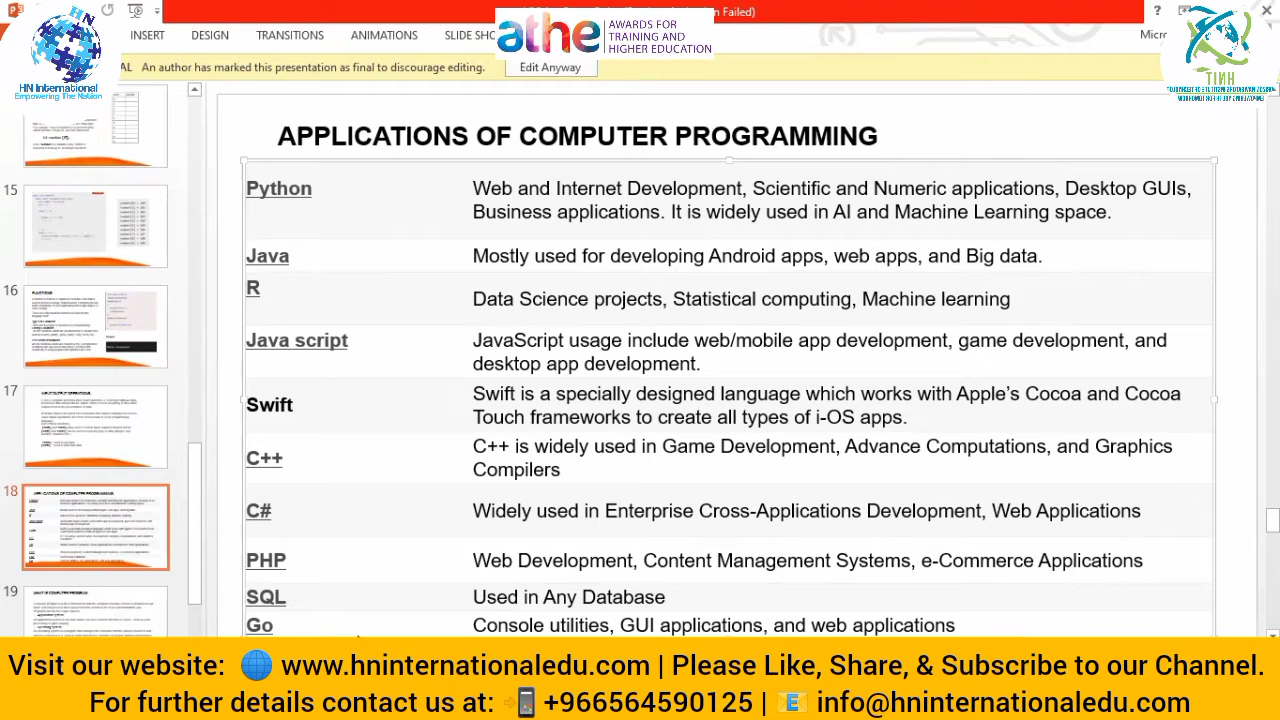 n Failed)
INSERT
DESIGN
TRANSITIONS
ANIMATIONS
SLIDE SHO
athe
AWARDS FOR
TRAINING AND
HIGHER EDUCATION
Micro
HN International
Empowering The Nation
AL An author has marked this presentation as final to discourage editing.
Edit Anyway
15
16
17
18
19
APPLICATIONS OF COMPUTER PROGRAMMING
Python Web and Internet Development, Scientific and Numeric applications, Desktop GUIs,
Business applications. It is widely used in AI and Machine Learning space.
Java Mostly used for developing Android apps, web apps, and Big data.
R
Data Science projects, Statistical computing, Machine learning
Java script JavaScript usage include web/mobile app development, game development, and
desktop app development.
Swift Swift is a specially designed language which works with Apple’s Cocoa and Cocoa
Touch frameworks to create all types of i-OS apps.
C++ C++ is widely used in Game Development, Advance Computations, and Graphics
Compilers
C# Widely used in Enterprise Cross-Applications Development, Web Applications
PHP Web Development, Content Management Systems, e-Commerce Applications
SQL Used in Any Database
Go Console utilities, GUI applications, and web applications
Visit our website: 🌐 www.hninternationaledu.com | Please Like, Share, & Subscribe to our Channel.
For further details contact us at: 📲 +966564590125 | 📧 info@hninternationaledu.com